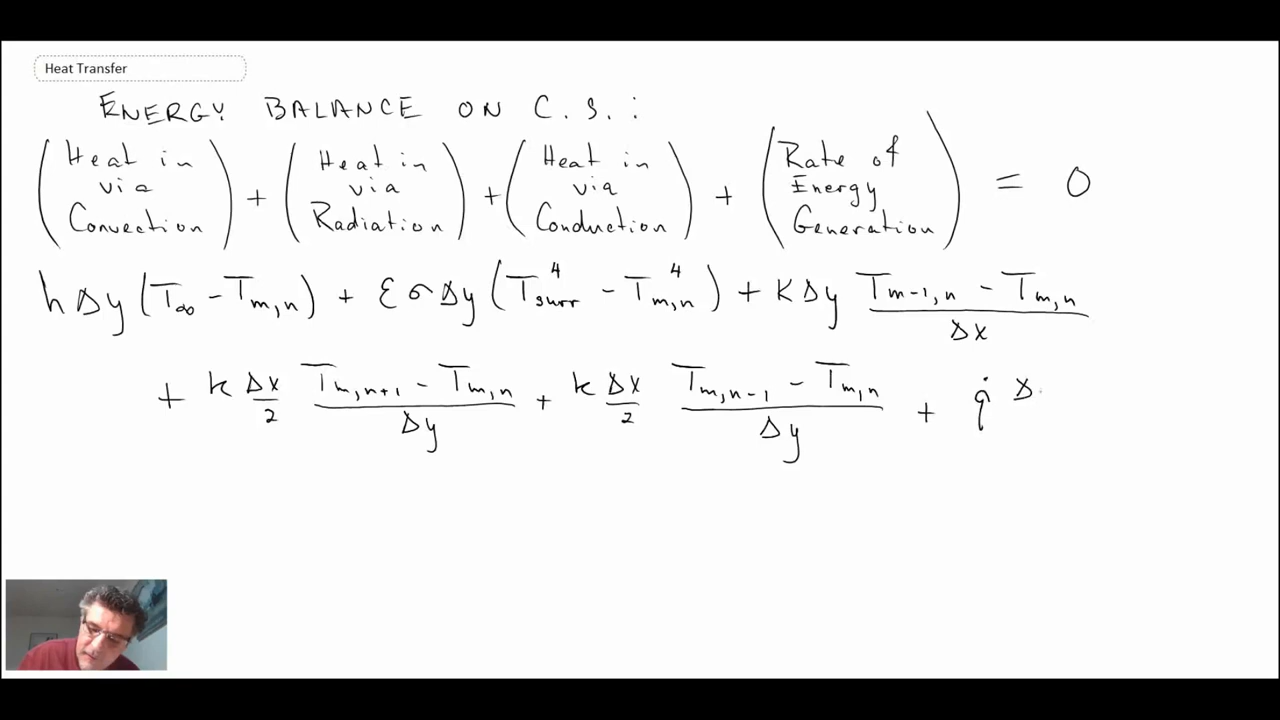 Heat Transfer
ENERGY BALANCE ON C.S.:
(Heat in via Convection) + (Heat in via Radiation) + (Heat in via Conduction) + (Rate of Energy Generation) = 0
hΔy(T∞ - Tm,n) + εσΔy(T⁴surr - T⁴m,n) + kΔy (Tm-1,n - Tm,n)/Δx
+ k Δx/2 (Tm,n+1 - Tm,n)/Δy + k Δx/2 (Tm,n-1 - Tm,n)/Δy + q̇ Δ